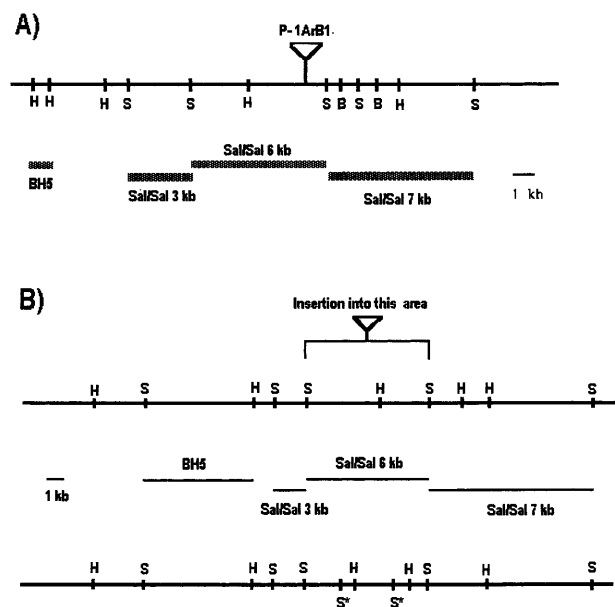 A)
P-1ArB1
H H H S S H S B S B H S
Sal/Sal 6 kb
BH5 Sal/Sal 3 kb Sal/Sal 7 kb 1 kh
B)
Insertion into this area
H S H S S H S H H S
BH5 Sal/Sal 6 kb
1 kb Sal/Sal 3 kb Sal/Sal 7 kb
H S H S S H H S H S
S* S*